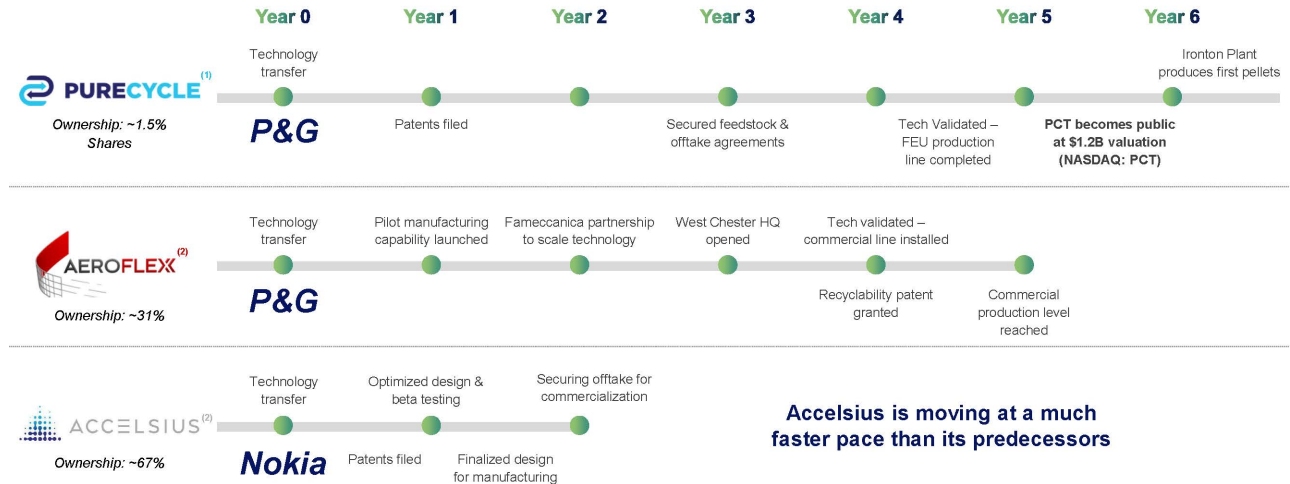 Year 0 Year 1 Year 2 Year 3 Year 4 Year 5 Year 6
PURECYCLE(1)
Ownership: ~1.5%
Shares
Technology
transfer
P&G
Patents filed
Secured feedstock &
offtake agreements
Tech Validated –
FEU production
line completed
PCT becomes public
at $1.2B valuation
(NASDAQ: PCT)
Ironton Plant
produces first pellets
AEROFLEXX(2)
Ownership: ~31%
Technology
transfer
P&G
Pilot manufacturing
capability launched
Fameccanica partnership
to scale technology
West Chester HQ
opened
Tech validated –
commercial line installed
Recyclability patent
granted
Commercial
production level
reached
ACCELSIUS(2)
Ownership: ~67%
Technology
transfer
Nokia
Optimized design &
beta testing
Patents filed
Finalized design
for manufacturing
Securing offtake for
commercialization
Accelsius is moving at a much
faster pace than its predecessors